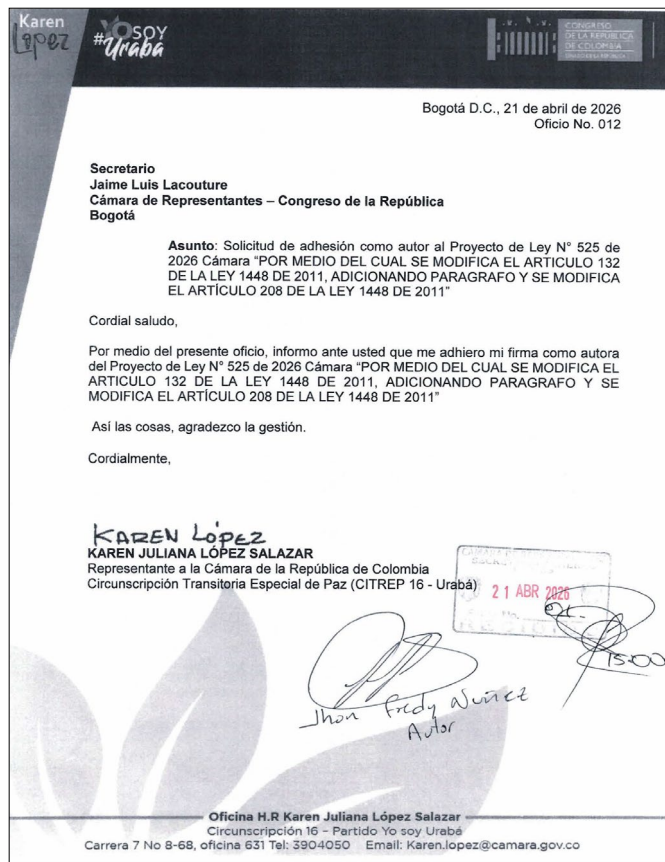 Karen
López
#YO SOY
Urabá
CONGRESO
DE LA REPÚBLICA
DE COLOMBIA
Bogotá D.C., 21 de abril de 2026
Oficio No. 012
Secretario
Jaime Luis Lacouture
Cámara de Representantes – Congreso de la República
Bogotá
Asunto: Solicitud de adhesión como autor al Proyecto de Ley N° 525 de
2026 Cámara “POR MEDIO DEL CUAL SE MODIFICA EL ARTICULO 132
DE LA LEY 1448 DE 2011, ADICIONANDO PARAGRAFO Y SE MODIFICA
EL ARTÍCULO 208 DE LA LEY 1448 DE 2011”
Cordial saludo,
Por medio del presente oficio, informo ante usted que me adhiero mi firma como autora
del Proyecto de Ley N° 525 de 2026 Cámara “POR MEDIO DEL CUAL SE MODIFICA EL
ARTICULO 132 DE LA LEY 1448 DE 2011, ADICIONANDO PARAGRAFO Y SE
MODIFICA EL ARTÍCULO 208 DE LA LEY 1448 DE 2011”
Así las cosas, agradezco la gestión.
Cordialmente,
KAREN LÓPEZ
KAREN JULIANA LÓPEZ SALAZAR
Representante a la Cámara de la República de Colombia
Circunscripción Transitoria Especial de Paz (CITREP 16 - Urabá)
21 ABR 2026
15:00
Jhon Fredy Nuñez
Autor
Oficina H.R Karen Juliana López Salazar
Circunscripción 16 – Partido Yo soy Urabá
Carrera 7 No 8-68, oficina 631 Tel: 3904050 Email: Karen.lopez@camara.gov.co